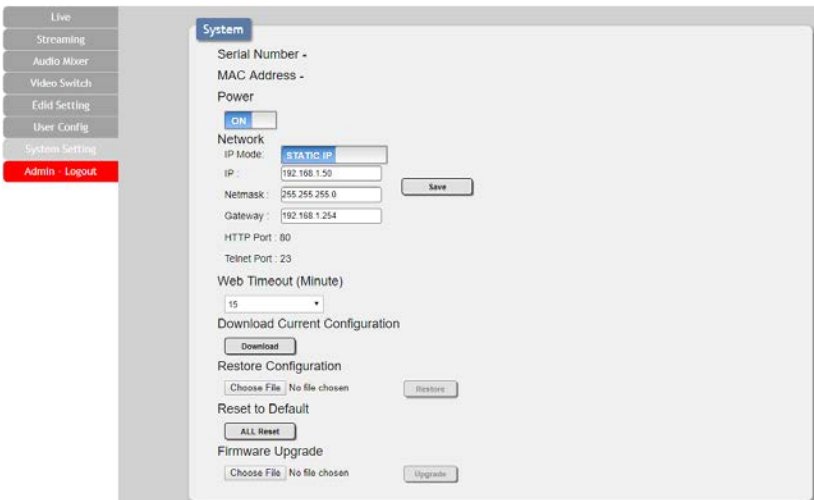 Live
Streaming
Audio Mixer
Video Switch
Edid Setting
User Config
System Setting
Admin - Logout
System
Serial Number -
MAC Address -
Power
ON
Network
IP Mode: STATIC IP
IP : 192.168.1.50
Netmask : 255.255.255.0
Save
Gateway : 192.168.1.254
HTTP Port : 80
Telnet Port : 23
Web Timeout (Minute)
15
Download Current Configuration
Download
Restore Configuration
Choose File No file chosen Restore
Reset to Default
ALL Reset
Firmware Upgrade
Choose File No file chosen Upgrade